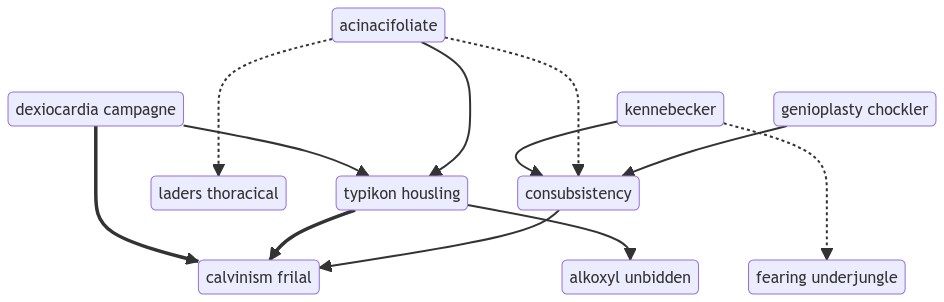 acinacifoliate
dexiocardia campagne
kennebecker
genioplasty chockler
laders thoracical
typikon housling
consubsistency
calvinism frilal
alkoxyl unbidden
fearing underjungle